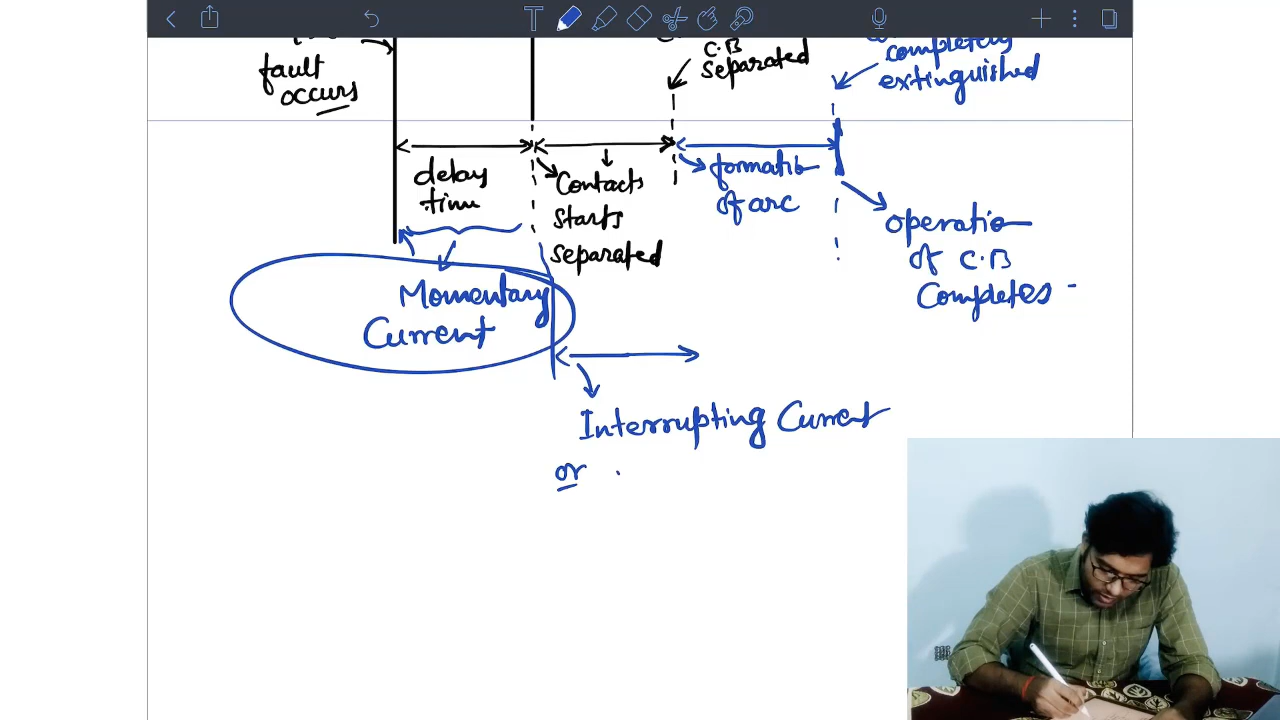 C.B
separated
completely
extinguished
fault
occurs
delay
time
Contacts
starts
separated
formation
of arc
operation
of C.B
Completes
Momentary
Current
Interrupting Current
or